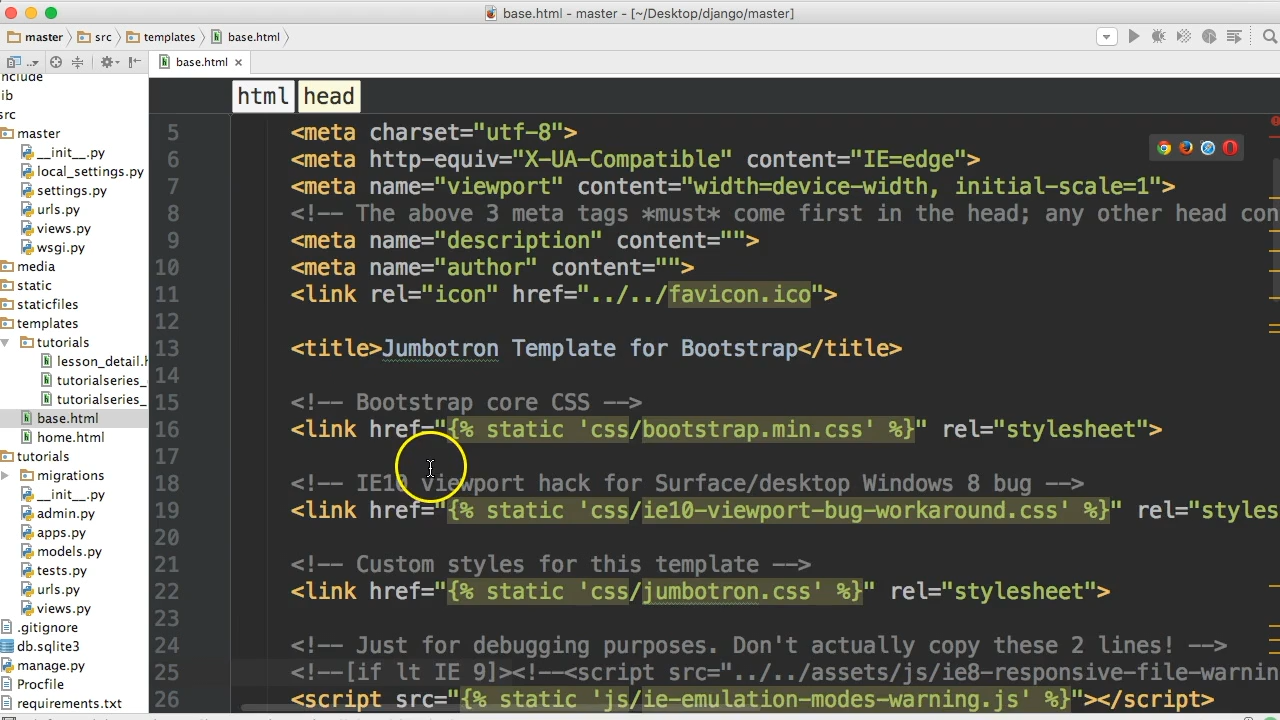 base.html - master - [~/Desktop/django/master]
master src templates base.html
base.html ×
html head
nclude
ib
src
master
__init__.py
local_settings.py
settings.py
urls.py
views.py
wsgi.py
media
static
staticfiles
templates
tutorials
lesson_detail.h
tutorialseries_
tutorialseries_
base.html
home.html
tutorials
migrations
__init__.py
admin.py
apps.py
models.py
tests.py
urls.py
views.py
.gitignore
db.sqlite3
manage.py
Procfile
requirements.txt
5 <meta charset="utf-8">
6 <meta http-equiv="X-UA-Compatible" content="IE=edge">
7 <meta name="viewport" content="width=device-width, initial-scale=1">
8 <!-- The above 3 meta tags *must* come first in the head; any other head con
9 <meta name="description" content="">
10 <meta name="author" content="">
11 <link rel="icon" href="../../favicon.ico">
12
13 <title>Jumbotron Template for Bootstrap</title>
14
15 <!-- Bootstrap core CSS -->
16 <link href="{% static 'css/bootstrap.min.css' %}" rel="stylesheet">
17
18 <!-- IE10 viewport hack for Surface/desktop Windows 8 bug -->
19 <link href="{% static 'css/ie10-viewport-bug-workaround.css' %}" rel="styles
20
21 <!-- Custom styles for this template -->
22 <link href="{% static 'css/jumbotron.css' %}" rel="stylesheet">
23
24 <!-- Just for debugging purposes. Don't actually copy these 2 lines! -->
25 <!--[if lt IE 9]><!--<script src="../../assets/js/ie8-responsive-file-warnin
26 <script src="{% static 'js/ie-emulation-modes-warning.js' %}"></script>